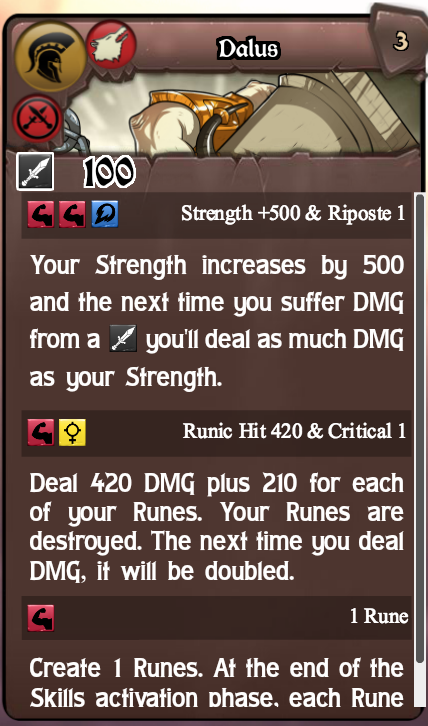 Dalus
3
100
Strength +500 & Riposte 1
Your Strength increases by 500
and the next time you suffer DMG
from a you'll deal as much DMG
as your Strength.
Runic Hit 420 & Critical 1
Deal 420 DMG plus 210 for each
of your Runes. Your Runes are
destroyed. The next time you deal
DMG, it will be doubled.
1 Rune
Create 1 Runes. At the end of the
Skills activation phase, each Rune